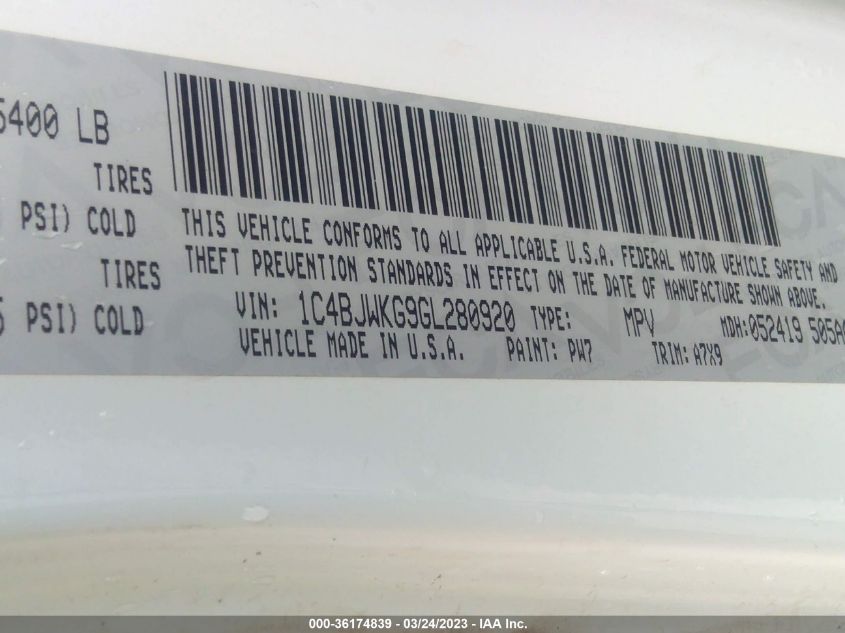 5400 LB
TIRES
PSI) COLD
TIRES
5 PSI) COLD
THIS VEHICLE CONFORMS TO ALL APPLICABLE U.S.A. FEDERAL MOTOR VEHICLE SAFETY AND
THEFT PREVENTION STANDARDS IN EFFECT ON THE DATE OF MANUFACTURE SHOWN ABOVE.
VIN: 1C4BJWKG9GL280920 TYPE: MPV MDH:052419 505A
VEHICLE MADE IN U.S.A. PAINT: PW7 TRIM: A7X9
000-36174839 - 03/24/2023 - IAA Inc.